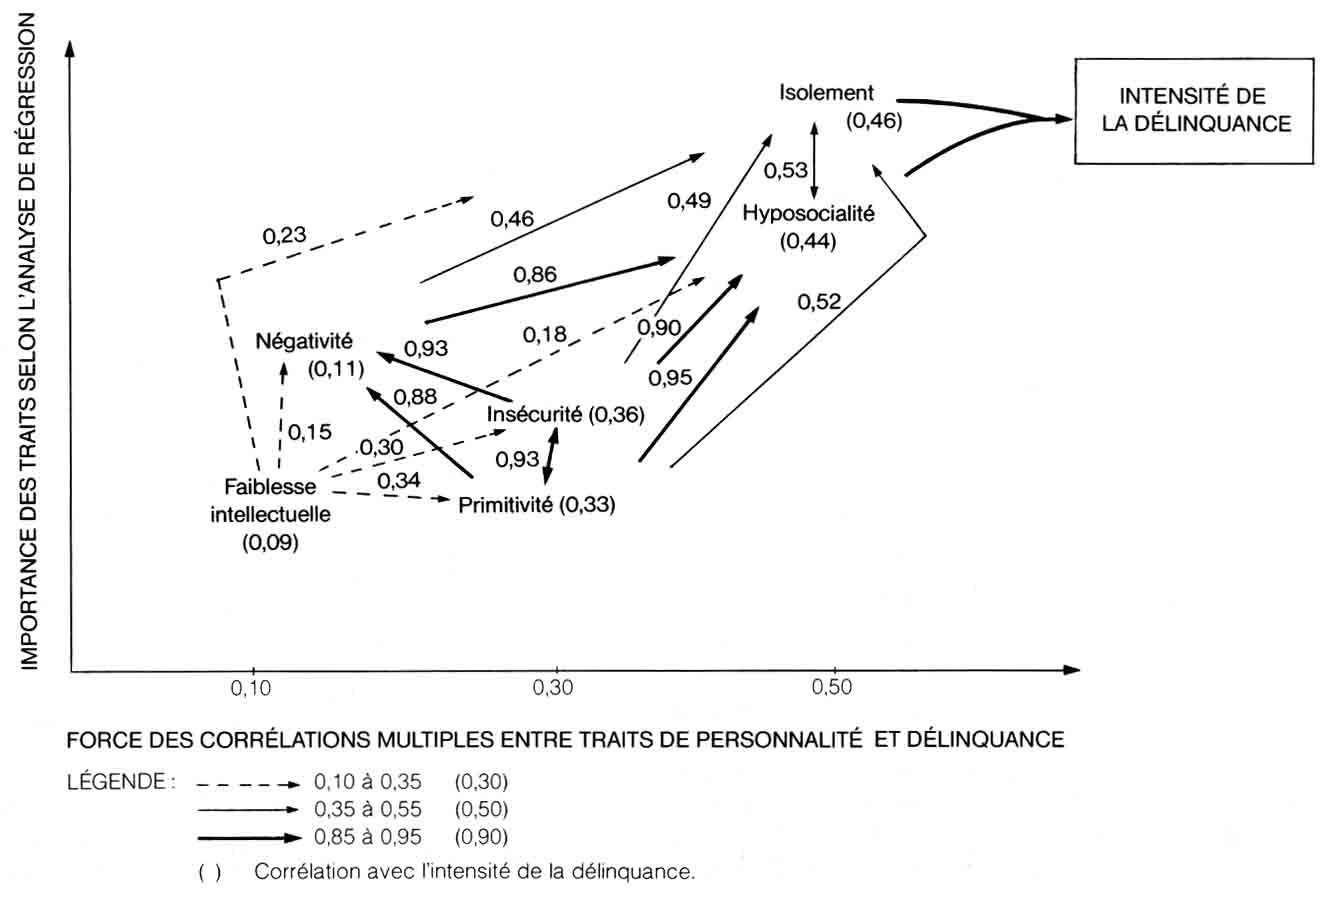 IMPORTANCE DES TRAITS SELON L'ANALYSE DE RÉGRESSION
Isolement
(0,46)
INTENSITÉ DE
LA DÉLINQUANCE
0,53
0,49
Hyposocialité
(0,44)
0,23
0,46
0,86
0,52
0,18
0,90
Négativité
(0,11)
0,93
0,95
0,88
Insécurité (0,36)
0,15
0,30
0,93
0,34
Faiblesse
intellectuelle
(0,09)
Primitivité (0,33)
0,10
0,30
0,50
FORCE DES CORRÉLATIONS MULTIPLES ENTRE TRAITS DE PERSONNALITÉ ET DÉLINQUANCE
LÉGENDE : 0,10 à 0,35 (0,30)
0,35 à 0,55 (0,50)
0,85 à 0,95 (0,90)
( ) Corrélation avec l'intensité de la délinquance.